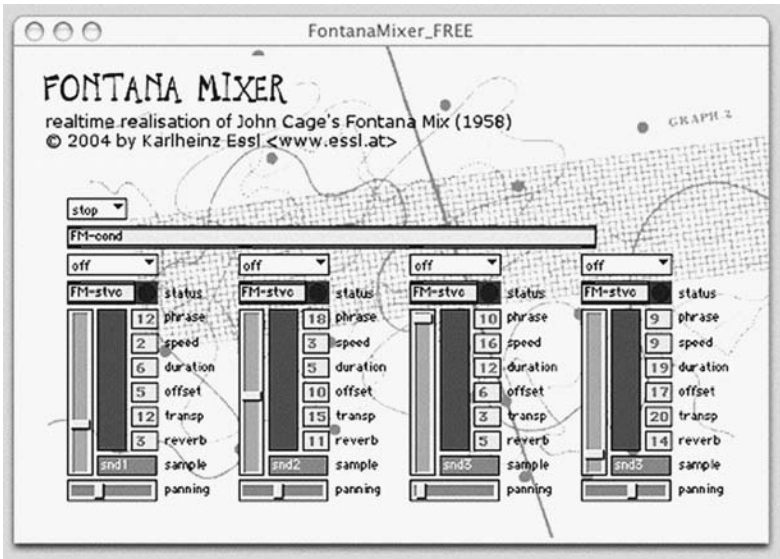 FontanaMixer_FREE
FONTANA MIXER
realtime realisation of John Cage's Fontana Mix (1958)
© 2004 by Karlheinz Essl <www.essl.at>
GRAPH 2
stop
FM-cond
off off off off
FM-stvc status FM-stvc status FM-stvc status FM-stvc status
12 phrase 18 phrase 10 phrase 9 phrase
2 speed 3 speed 16 speed 9 speed
6 duration 5 duration 12 duration 19 duration
5 offset 10 offset 6 offset 17 offset
12 transp 15 transp 3 transp 20 transp
3 reverb 11 reverb 5 reverb 14 reverb
snd1 sample snd2 sample snd3 sample snd3 sample
panning panning panning panning